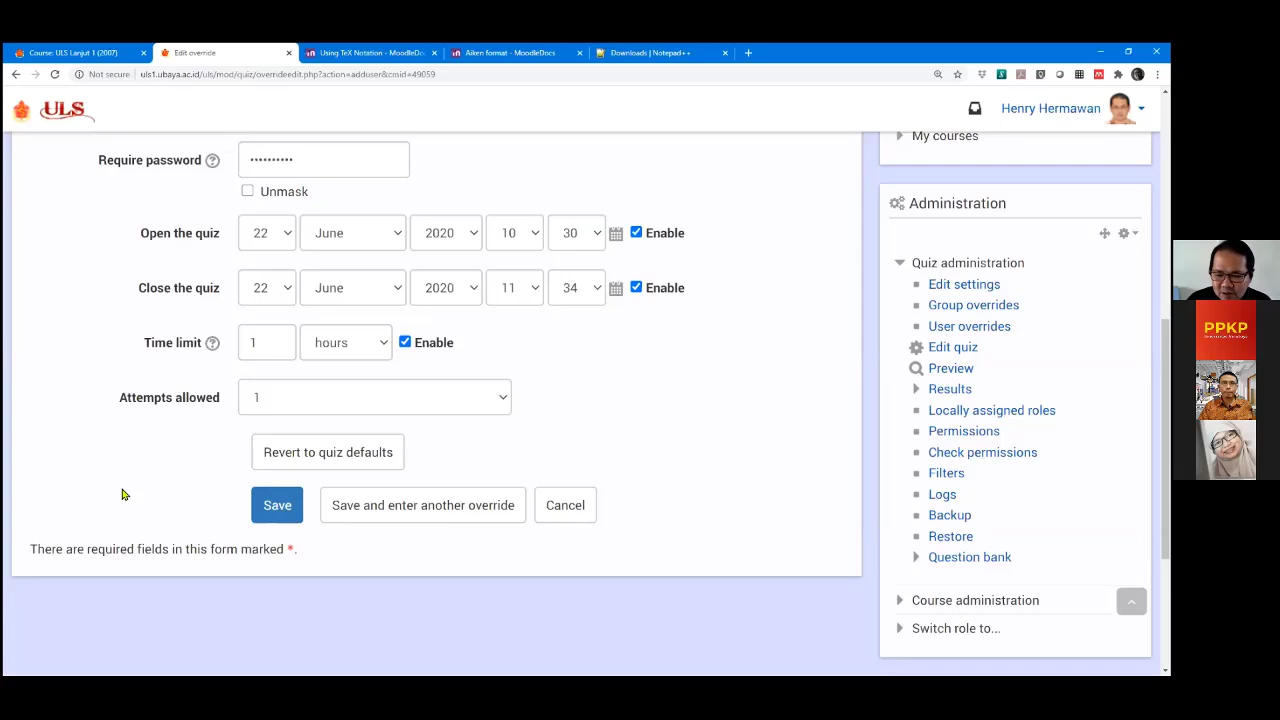 Course: ULS Lanjut 1 (2007)
Edit override
Using TeX Notation - MoodleDoc
Aiken format - MoodleDocs
Downloads | Notepad++
Not secure
uls1.ubaya.ac.id/uls/mod/quiz/overrideedit.php?action=adduser&cmid=49059
ULS
Henry Hermawan
My courses
Require password
••••••••••
Unmask
Open the quiz 22 June 2020 10 30 Enable
Close the quiz 22 June 2020 11 34 Enable
Time limit 1 hours Enable
Attempts allowed 1
Revert to quiz defaults
Save Save and enter another override Cancel
There are required fields in this form marked *.
Administration
Quiz administration
Edit settings
Group overrides
User overrides
Edit quiz
Preview
Results
Locally assigned roles
Permissions
Check permissions
Filters
Logs
Backup
Restore
Question bank
Course administration
Switch role to...
PPKP